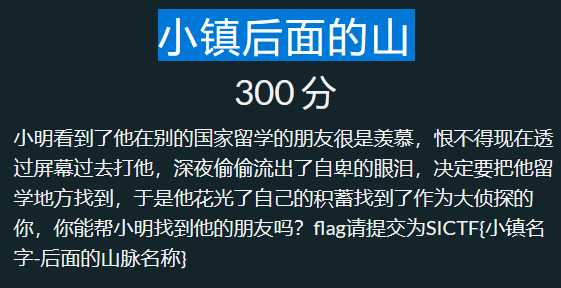 小镇后面的山
300 分
小明看到了他在别的国家留学的朋友很是羡慕，恨不得现在透
过屏幕过去打他，深夜偷偷流出了自卑的眼泪，决定要把他留
学地方找到，于是他花光了自己的积蓄找到了作为大侦探的
你，你能帮小明找到他的朋友吗？flag请提交为SICTF{小镇名
字-后面的山脉名称}